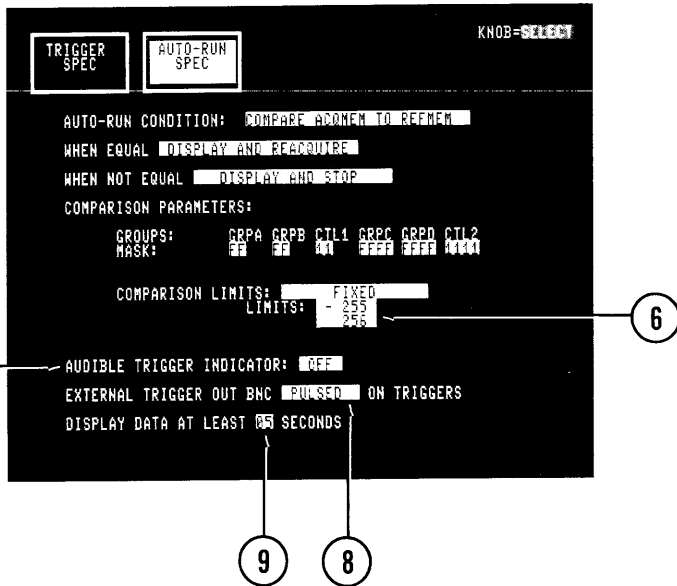 KNOB=SELECT
TRIGGER SPEC
AUTO-RUN SPEC
AUTO-RUN CONDITION: COMPARE ACQMEM TO REFMEM
WHEN EQUAL DISPLAY AND REACQUIRE
WHEN NOT EQUAL DISPLAY AND STOP
COMPARISON PARAMETERS:
GROUPS: GRPA GRPB CTL1 GRPC GRPD CTL2
MASK: FF FF 11 FFFF FFFF 1111
COMPARISON LIMITS: FIXED
LIMITS: - 255
256
6
AUDIBLE TRIGGER INDICATOR: OFF
EXTERNAL TRIGGER OUT BNC PULSED ON TRIGGERS
DISPLAY DATA AT LEAST 05 SECONDS
9
8